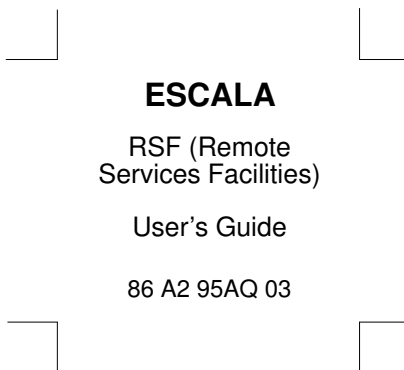 ESCALA
RSF (Remote
Services Facilities)
User's Guide
86 A2 95AQ 03